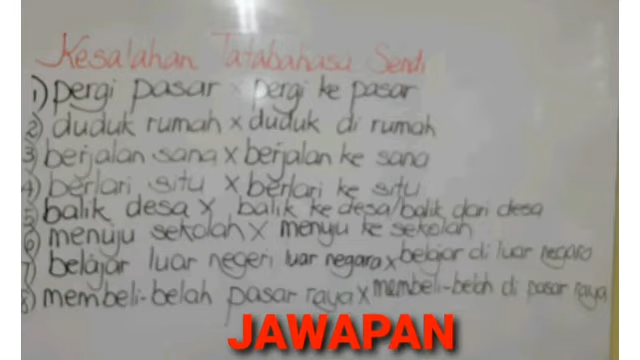 Kesalahan Tatabahasa Sendi
1) pergi pasar x pergi ke pasar
2) duduk rumah x duduk di rumah
3) berjalan sana x berjalan ke sana
4) berlari situ x berlari ke situ
5) balik desa x balik ke desa/balik dari desa
6) menuju sekolah x menuju ke sekolah
7) belajar luar negeri luar negara x belajar di luar negara
8) membeli-belah pasar raya x membeli-belah di pasar raya
JAWAPAN